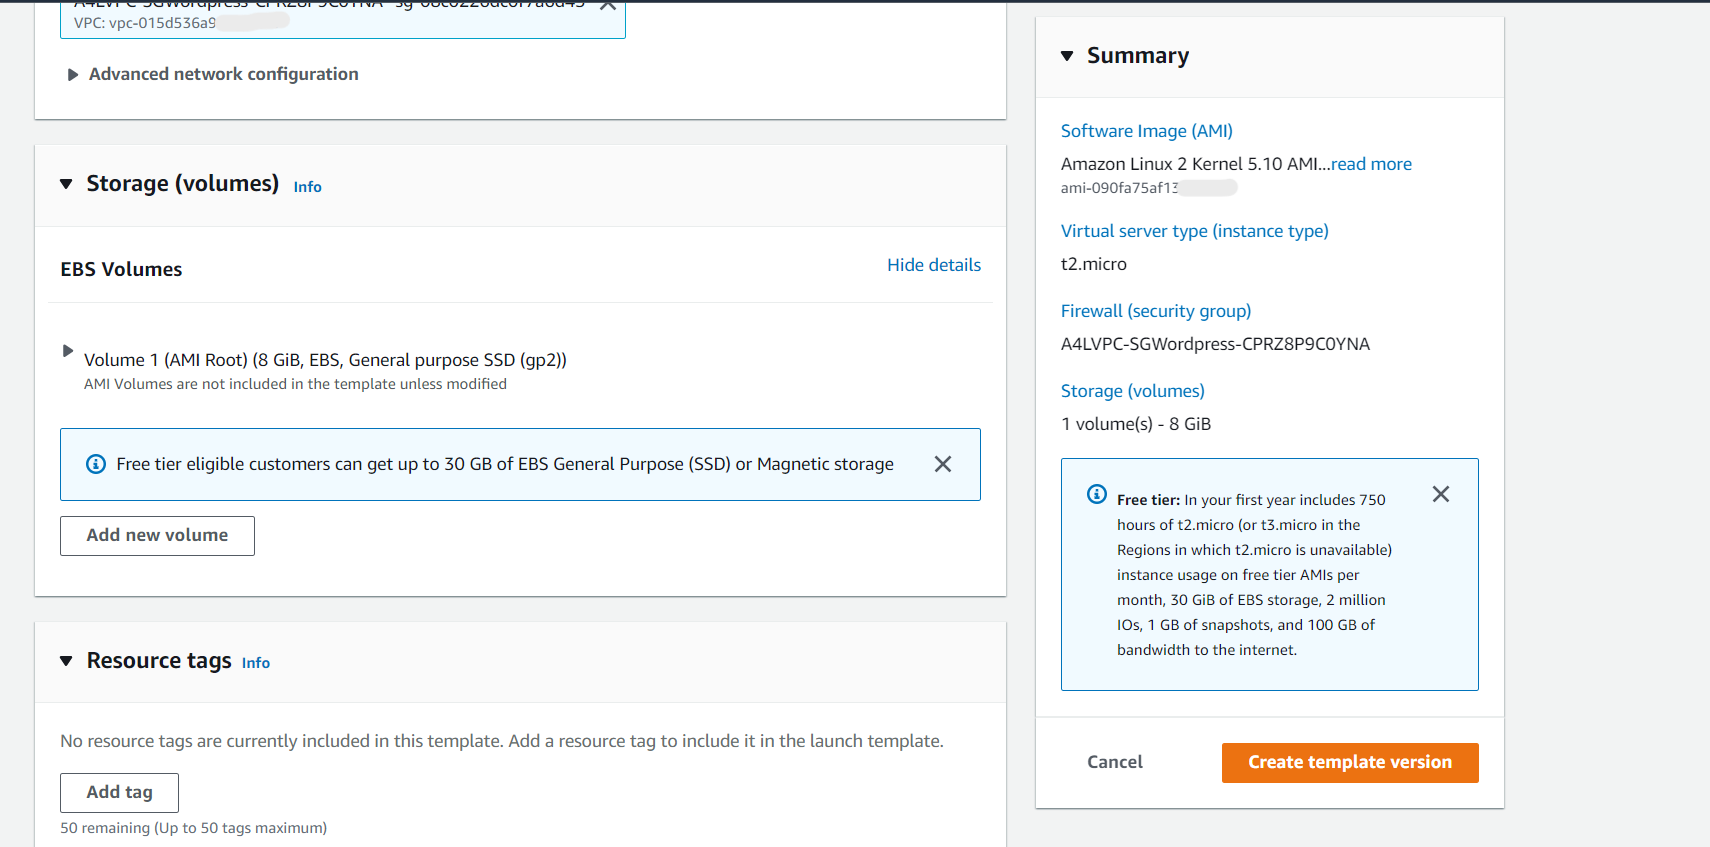 VPC: vpc-015d536a9
Advanced network configuration
Storage (volumes) Info
EBS Volumes
Hide details
Volume 1 (AMI Root) (8 GiB, EBS, General purpose SSD (gp2))
AMI Volumes are not included in the template unless modified
Free tier eligible customers can get up to 30 GB of EBS General Purpose (SSD) or Magnetic storage
Add new volume
Resource tags Info
No resource tags are currently included in this template. Add a resource tag to include it in the launch template.
Add tag
50 remaining (Up to 50 tags maximum)
Summary
Software Image (AMI)
Amazon Linux 2 Kernel 5.10 AMI...read more
ami-090fa75af13
Virtual server type (instance type)
t2.micro
Firewall (security group)
A4LVPC-SGWordpress-CPRZ8P9C0YNA
Storage (volumes)
1 volume(s) - 8 GiB
Free tier: In your first year includes 750
hours of t2.micro (or t3.micro in the
Regions in which t2.micro is unavailable)
instance usage on free tier AMIs per
month, 30 GiB of EBS storage, 2 million
IOs, 1 GB of snapshots, and 100 GB of
bandwidth to the internet.
Cancel
Create template version